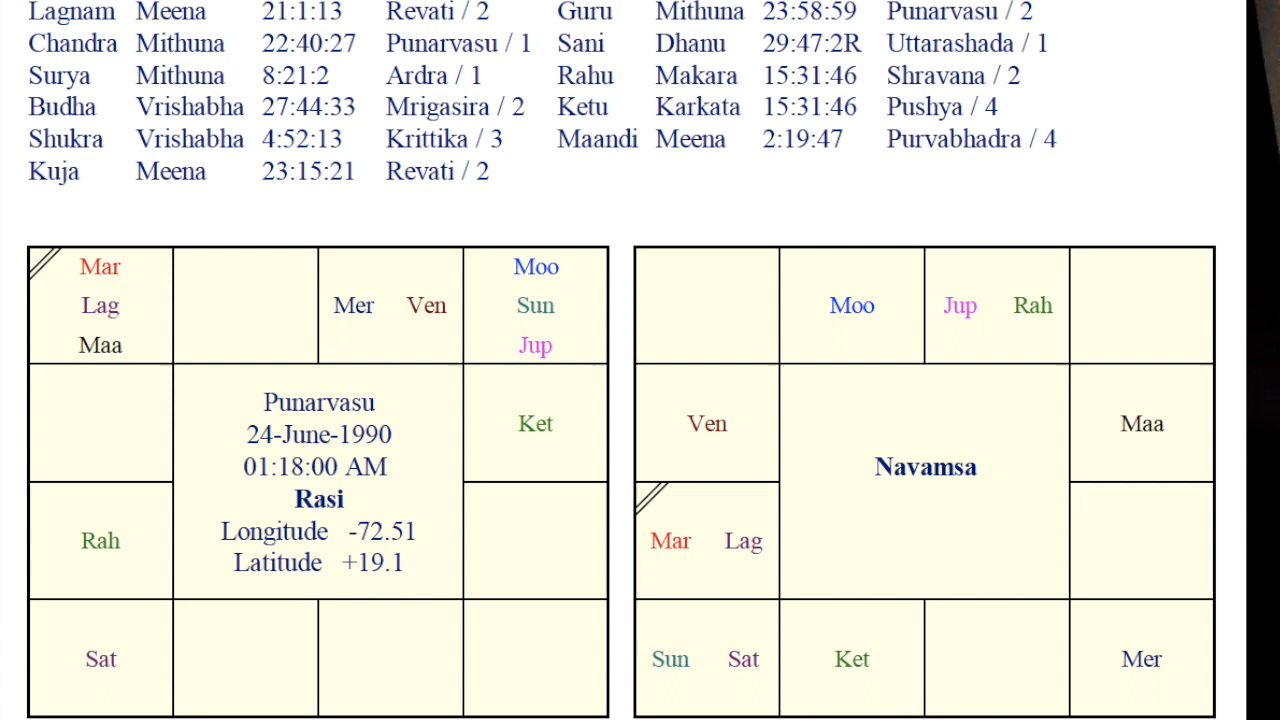 Lagnam Meena 21:1:13 Revati / 2 Guru Mithuna 23:58:59 Punarvasu / 2
Chandra Mithuna 22:40:27 Punarvasu / 1 Sani Dhanu 29:47:2R Uttarashada / 1
Surya Mithuna 8:21:2 Ardra / 1 Rahu Makara 15:31:46 Shravana / 2
Budha Vrishabha 27:44:33 Mrigasira / 2 Ketu Karkata 15:31:46 Pushya / 4
Shukra Vrishabha 4:52:13 Krittika / 3 Maandi Meena 2:19:47 Purvabhadra / 4
Kuja Meena 23:15:21 Revati / 2
Mar
Lag
Maa
Mer Ven
Moo
Sun
Jup
Ket
Rah
Sat
Punarvasu
24-June-1990
01:18:00 AM
Rasi
Longitude -72.51
Latitude +19.1
Moo
Jup Rah
Ven
Maa
Navamsa
Mar Lag
Sun Sat
Ket
Mer